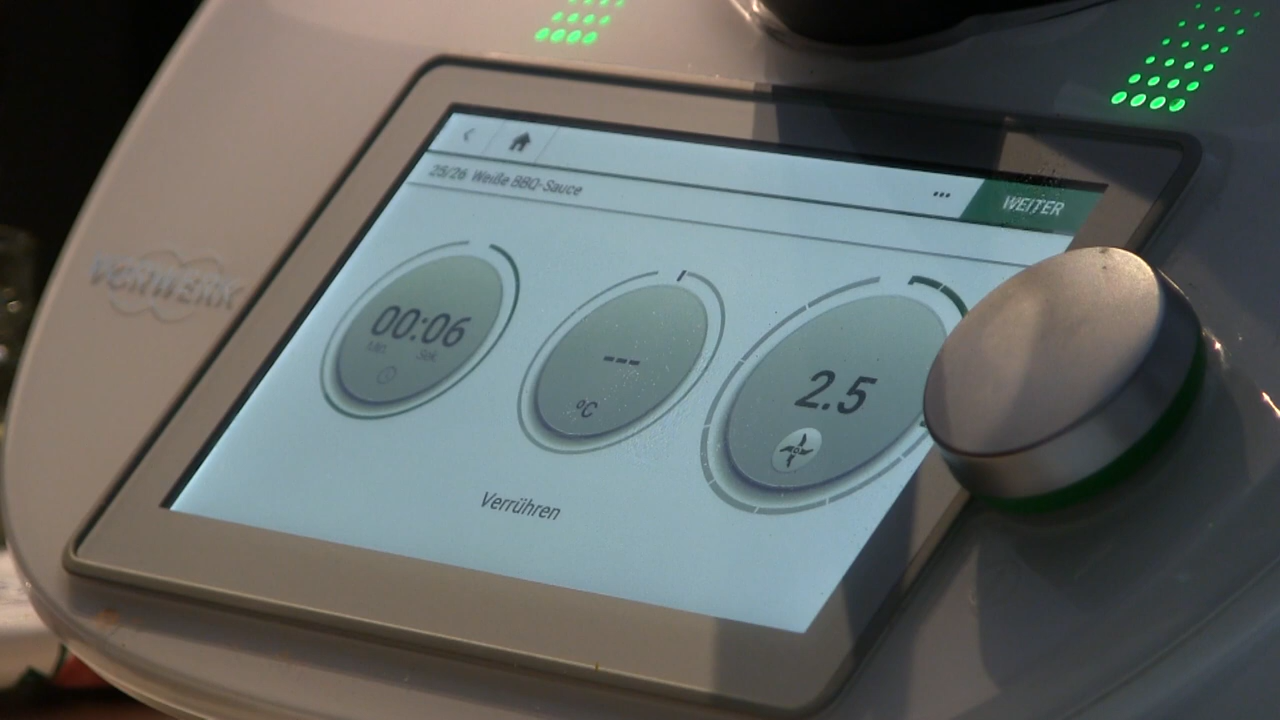 25/26 Weiße BBQ-Sauce
...
WEITER
VORWERK
00:06
Min. Sek.
---
°C
2.5
Verrühren